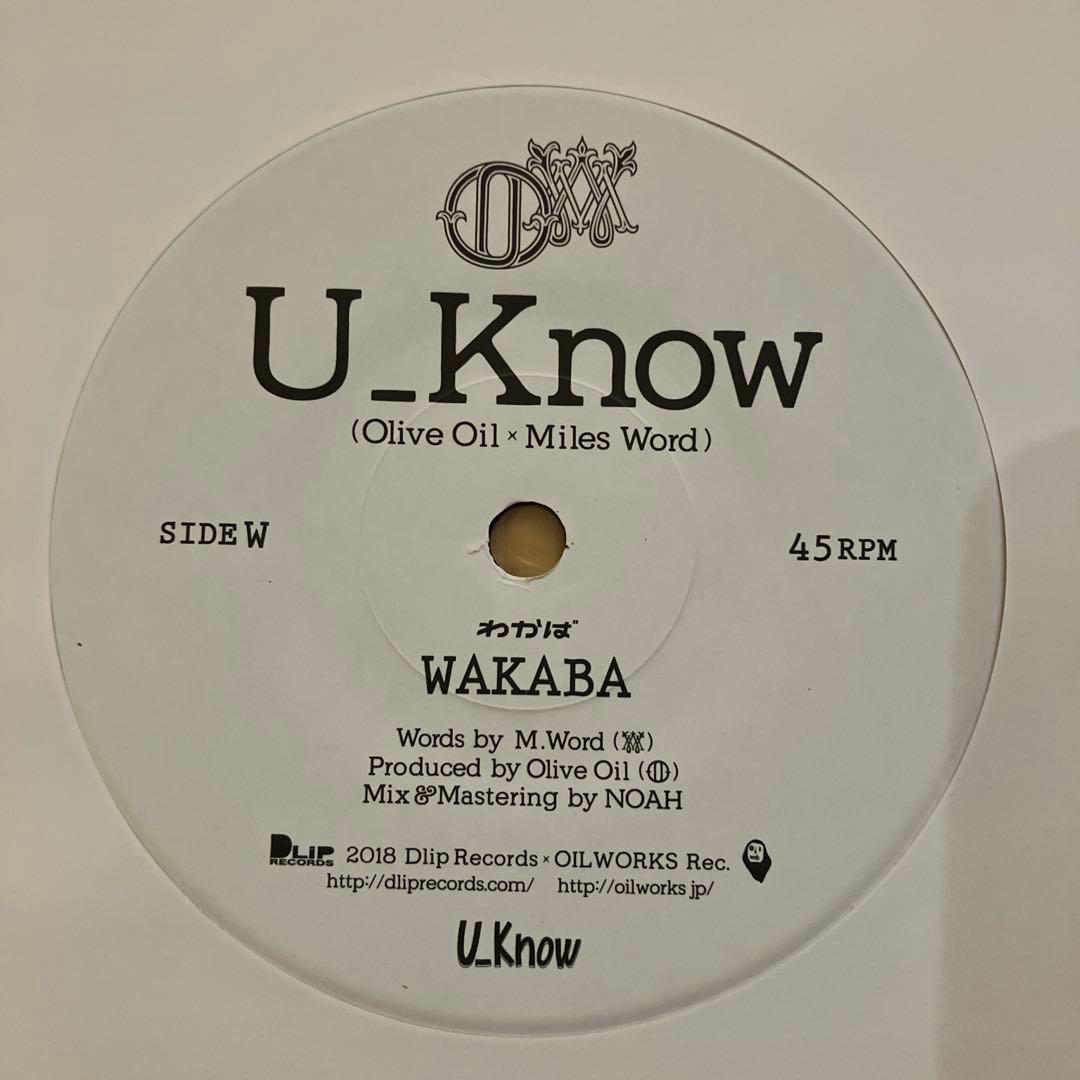 OW
U_Know
(Olive Oil × Miles Word)
SIDE W
45 RPM
わかば
WAKABA
Words by M.Word (W)
Produced by Olive Oil (O)
Mix & Mastering by NOAH
DLiP RECORDS 2018 Dlip Records × OILWORKS Rec.
http://dliprecords.com/ http://oilworks.jp/
U_Know